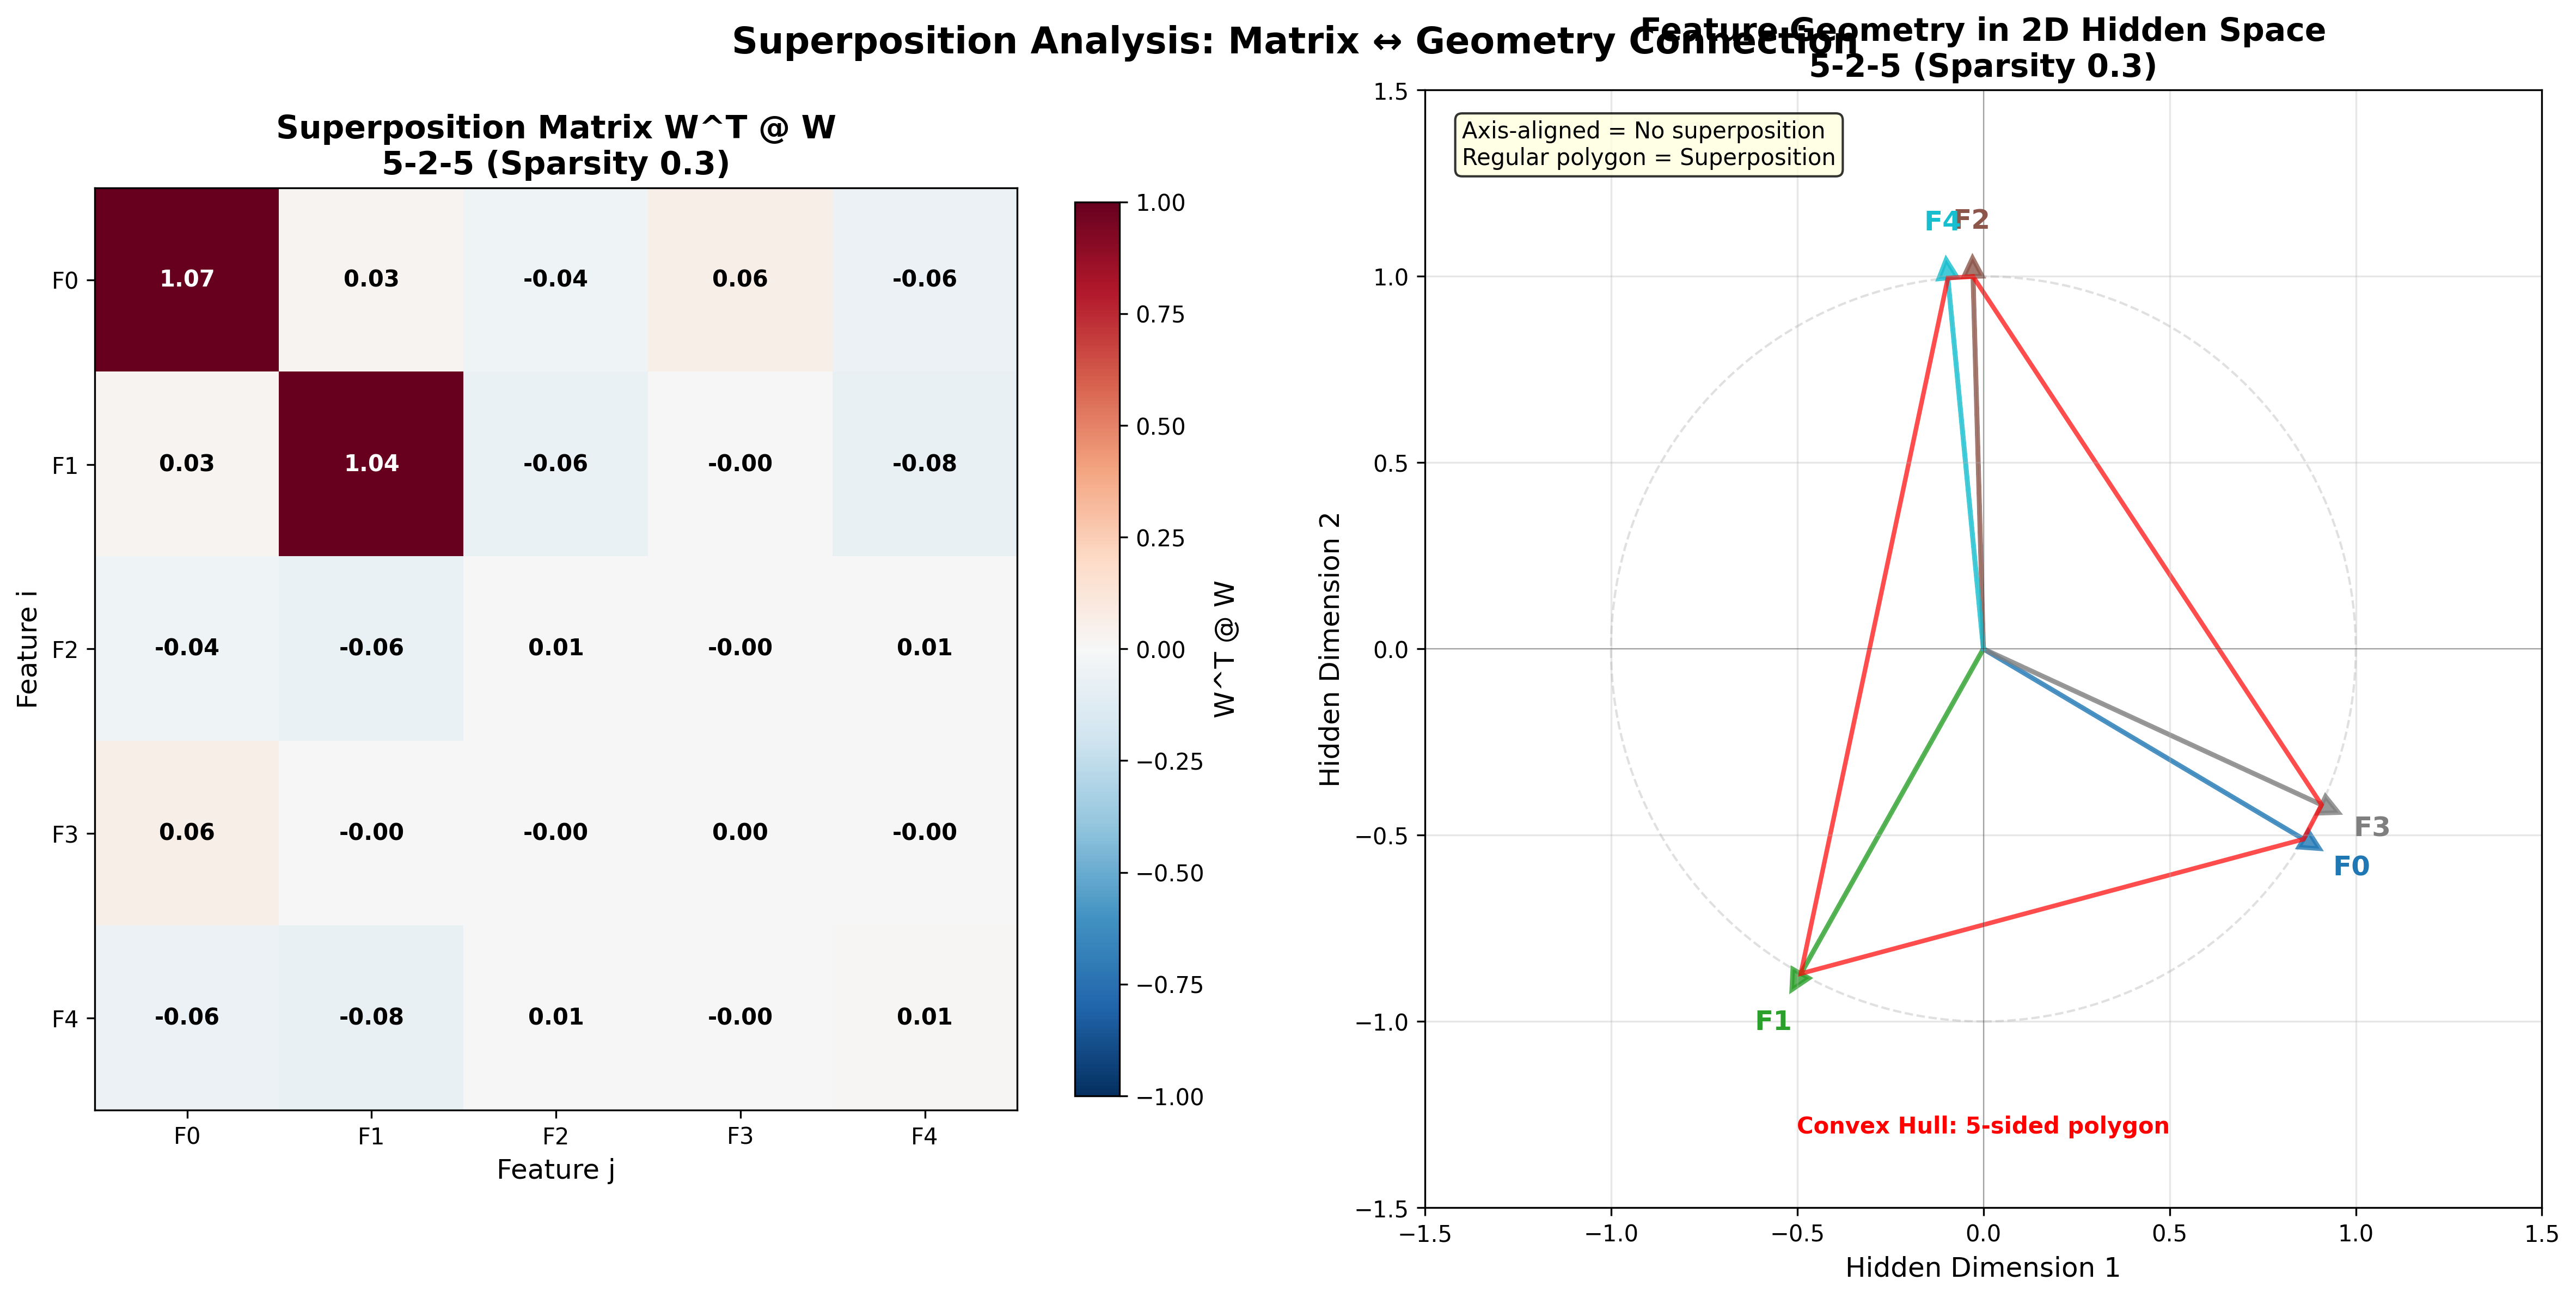 Superposition Analysis: Matrix ↔ Geometry Connection
Superposition Matrix W^T @ W
5-2-5 (Sparsity 0.3)
F0
F1
F2
F3
F4
Feature i
1.07 0.03 -0.04 0.06 -0.06
0.03 1.04 -0.06 -0.00 -0.08
-0.04 -0.06 0.01 -0.00 0.01
0.06 -0.00 -0.00 0.00 -0.00
-0.06 -0.08 0.01 -0.00 0.01
F0 F1 F2 F3 F4
Feature j
1.00
0.75
0.50
0.25
0.00
−0.25
−0.50
−0.75
−1.00
W^T @ W
Feature Geometry in 2D Hidden Space
5-2-5 (Sparsity 0.3)
Axis-aligned = No superposition
Regular polygon = Superposition
1.5
1.0
0.5
0.0
−0.5
−1.0
−1.5
Hidden Dimension 2
F4
F2
F3
F0
F1
Convex Hull: 5-sided polygon
−1.5 −1.0 −0.5 0.0 0.5 1.0 1.5
Hidden Dimension 1